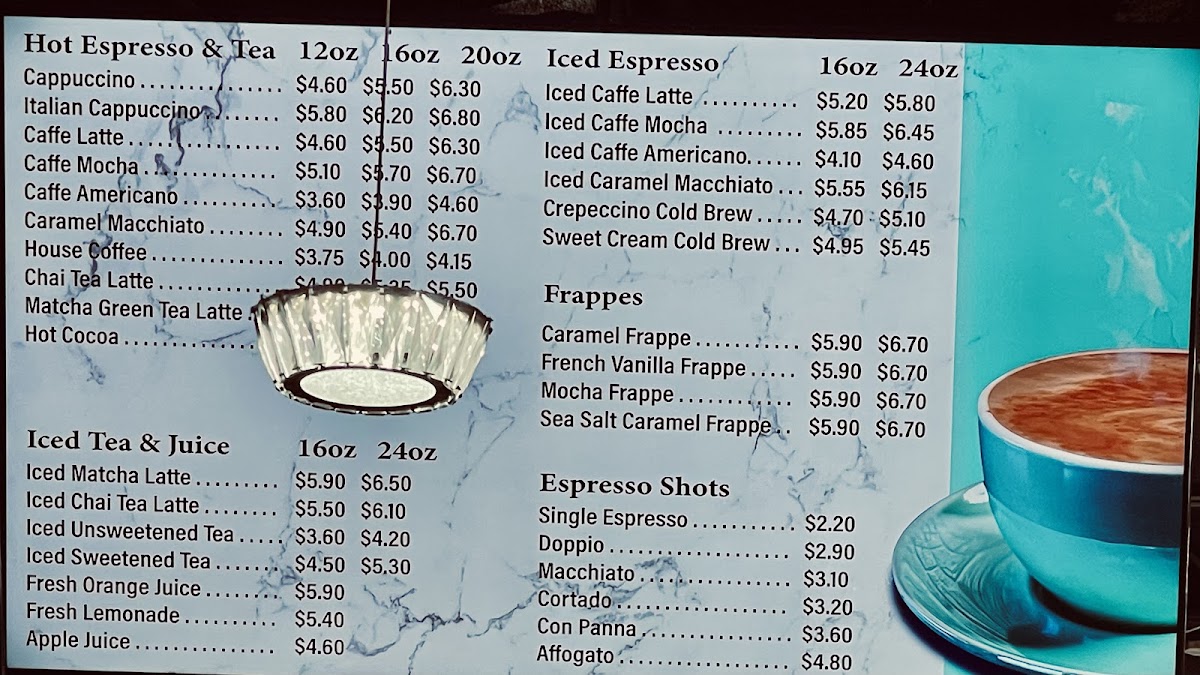 Hot Espresso & Tea 12oz 16oz 20oz
Cappuccino $4.60 $5.50 $6.30
Italian Cappuccino $5.80 $6.20 $6.80
Caffe Latte $4.60 $5.50 $6.30
Caffe Mocha $5.10 $5.70 $6.70
Caffe Americano $3.60 $3.90 $4.60
Caramel Macchiato $4.90 $5.40 $6.70
House Coffee $3.75 $4.00 $4.15
Chai Tea Latte $5.50
Matcha Green Tea Latte
Hot Cocoa
Iced Tea & Juice 16oz 24oz
Iced Matcha Latte $5.90 $6.50
Iced Chai Tea Latte $5.50 $6.10
Iced Unsweetened Tea $3.60 $4.20
Iced Sweetened Tea $4.50 $5.30
Fresh Orange Juice $5.90
Fresh Lemonade $5.40
Apple Juice $4.60
Iced Espresso 16oz 24oz
Iced Caffe Latte $5.20 $5.80
Iced Caffe Mocha $5.85 $6.45
Iced Caffe Americano $4.10 $4.60
Iced Caramel Macchiato $5.55 $6.15
Crepeccino Cold Brew $4.70 $5.10
Sweet Cream Cold Brew $4.95 $5.45
Frappes
Caramel Frappe $5.90 $6.70
French Vanilla Frappe $5.90 $6.70
Mocha Frappe $5.90 $6.70
Sea Salt Caramel Frappe $5.90 $6.70
Espresso Shots
Single Espresso $2.20
Doppio $2.90
Macchiato $3.10
Cortado $3.20
Con Panna $3.60
Affogato $4.80